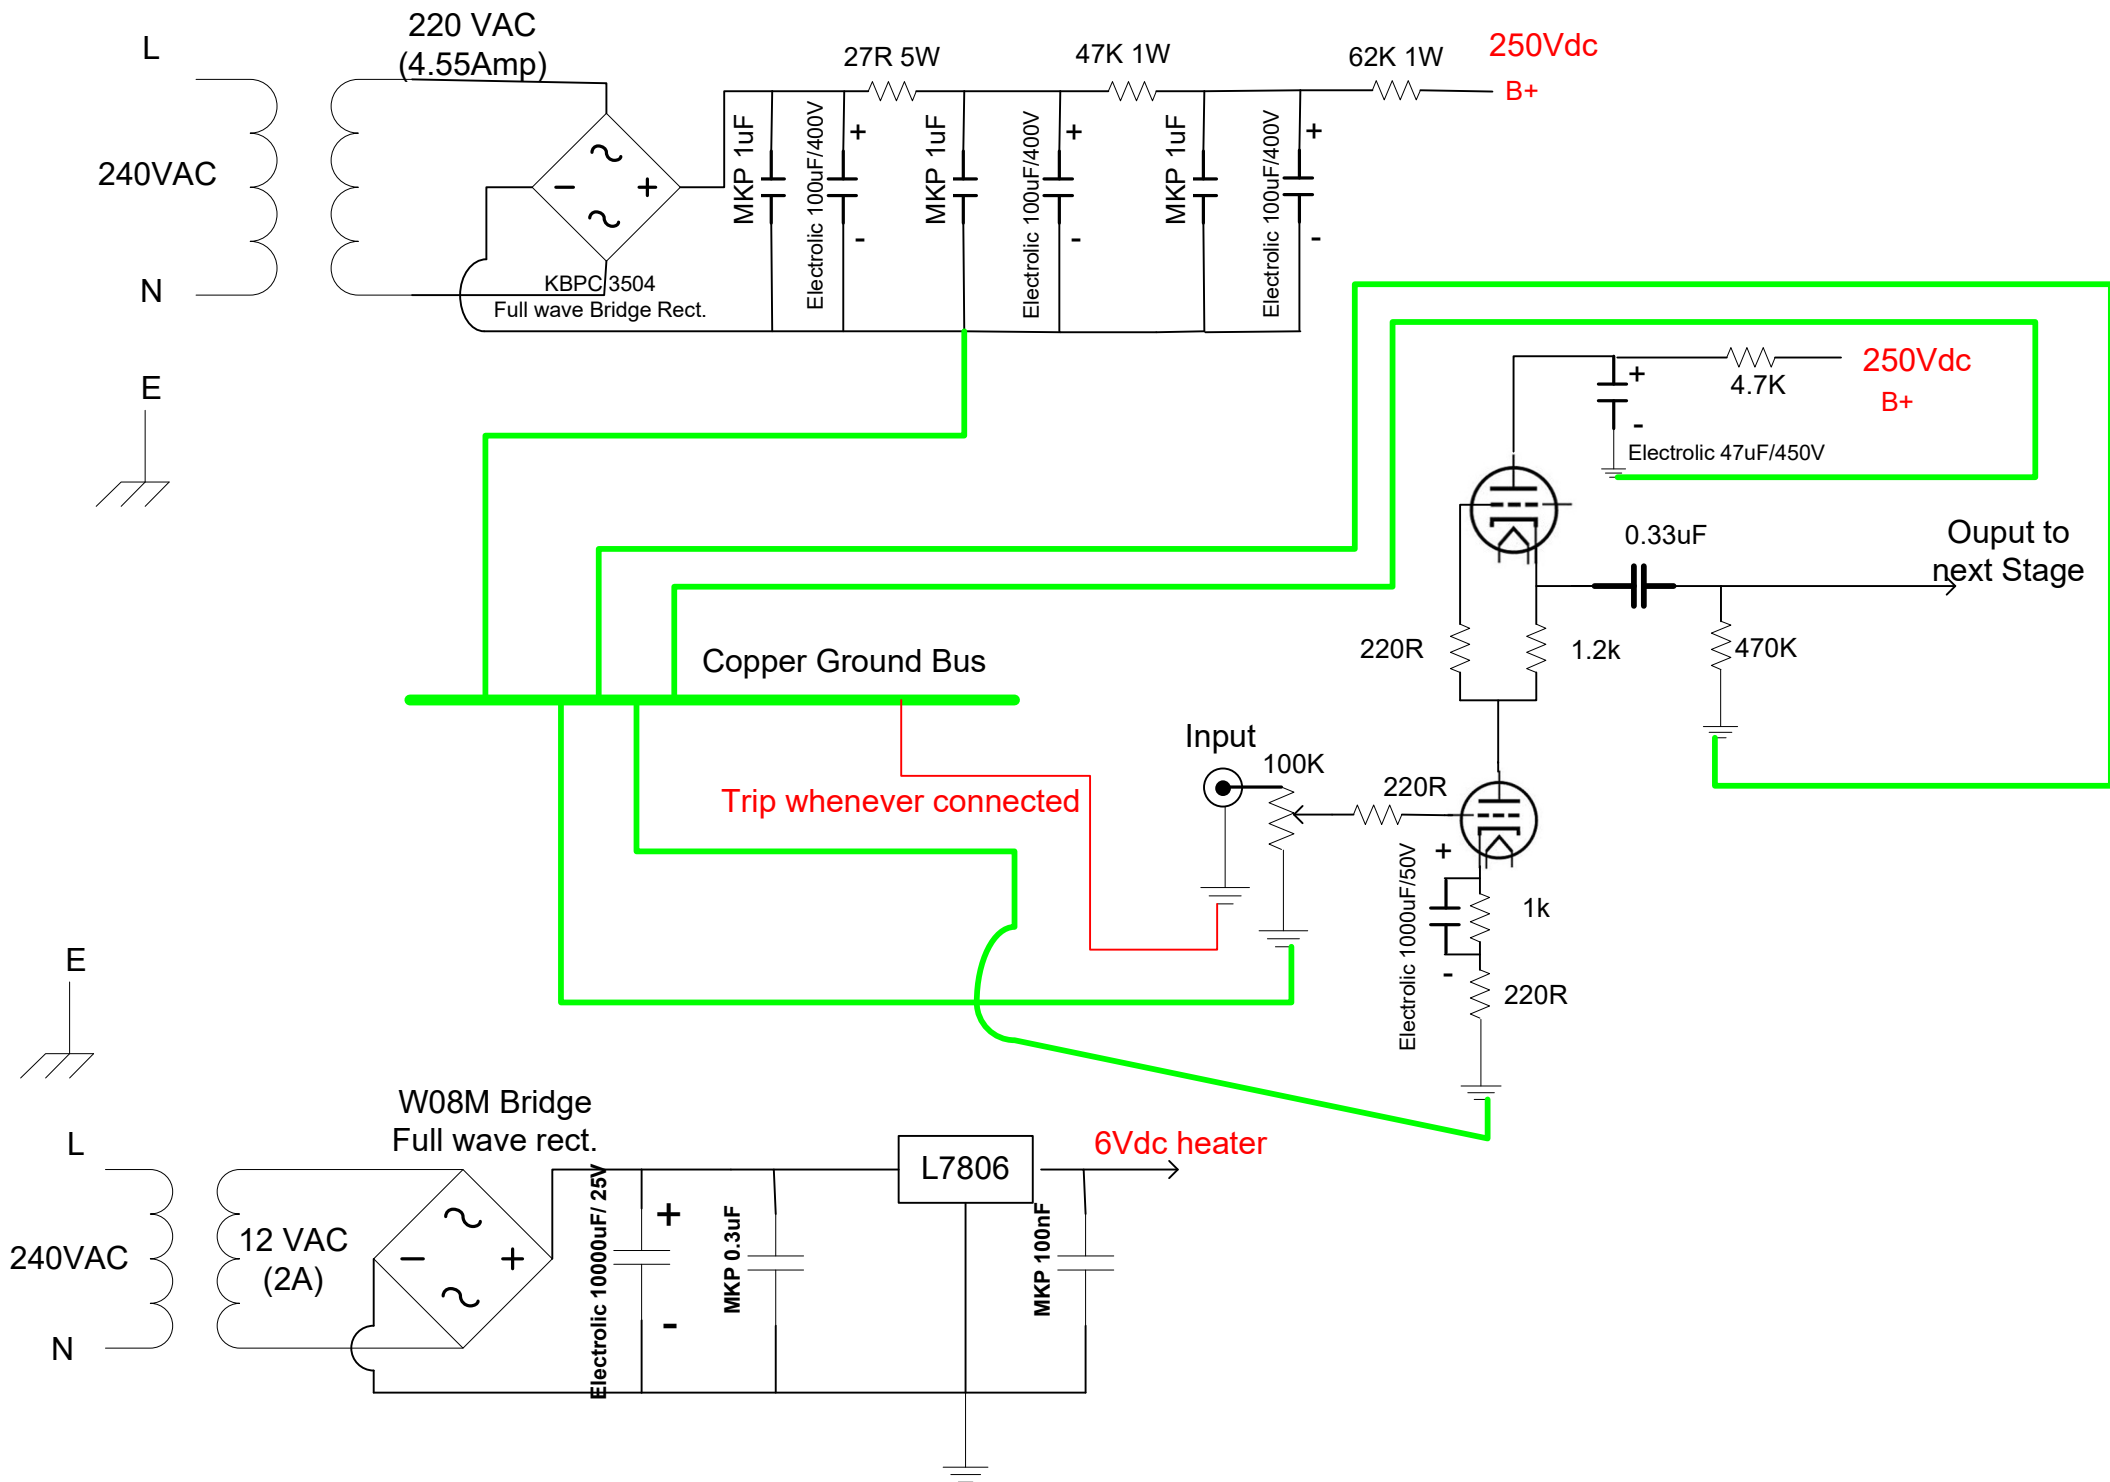 220 VAC
(4.55Amp)
L
27R 5W
47K 1W
62K 1W
250Vdc
B+
240VAC
MKP 1uF
Electrolic 100uF/400V
+
-
MKP 1uF
Electrolic 100uF/400V
+
-
MKP 1uF
Electrolic 100uF/400V
+
-
- +
N
KBPC 3504
Full wave Bridge Rect.
E
250Vdc
B+
4.7K
+
-
Electrolic 47uF/450V
0.33uF
Ouput to
next Stage
220R
1.2k
470K
Copper Ground Bus
Input
100K
220R
Trip whenever connected
Electrolic 1000uF/50V
+
-
1k
220R
E
W08M Bridge
Full wave rect.
L
240VAC
N
12 VAC
(2A)
- +
Electrolic 10000uF/ 25V
+
-
MKP 0.3uF
L7806
MKP 100nF
6Vdc heater